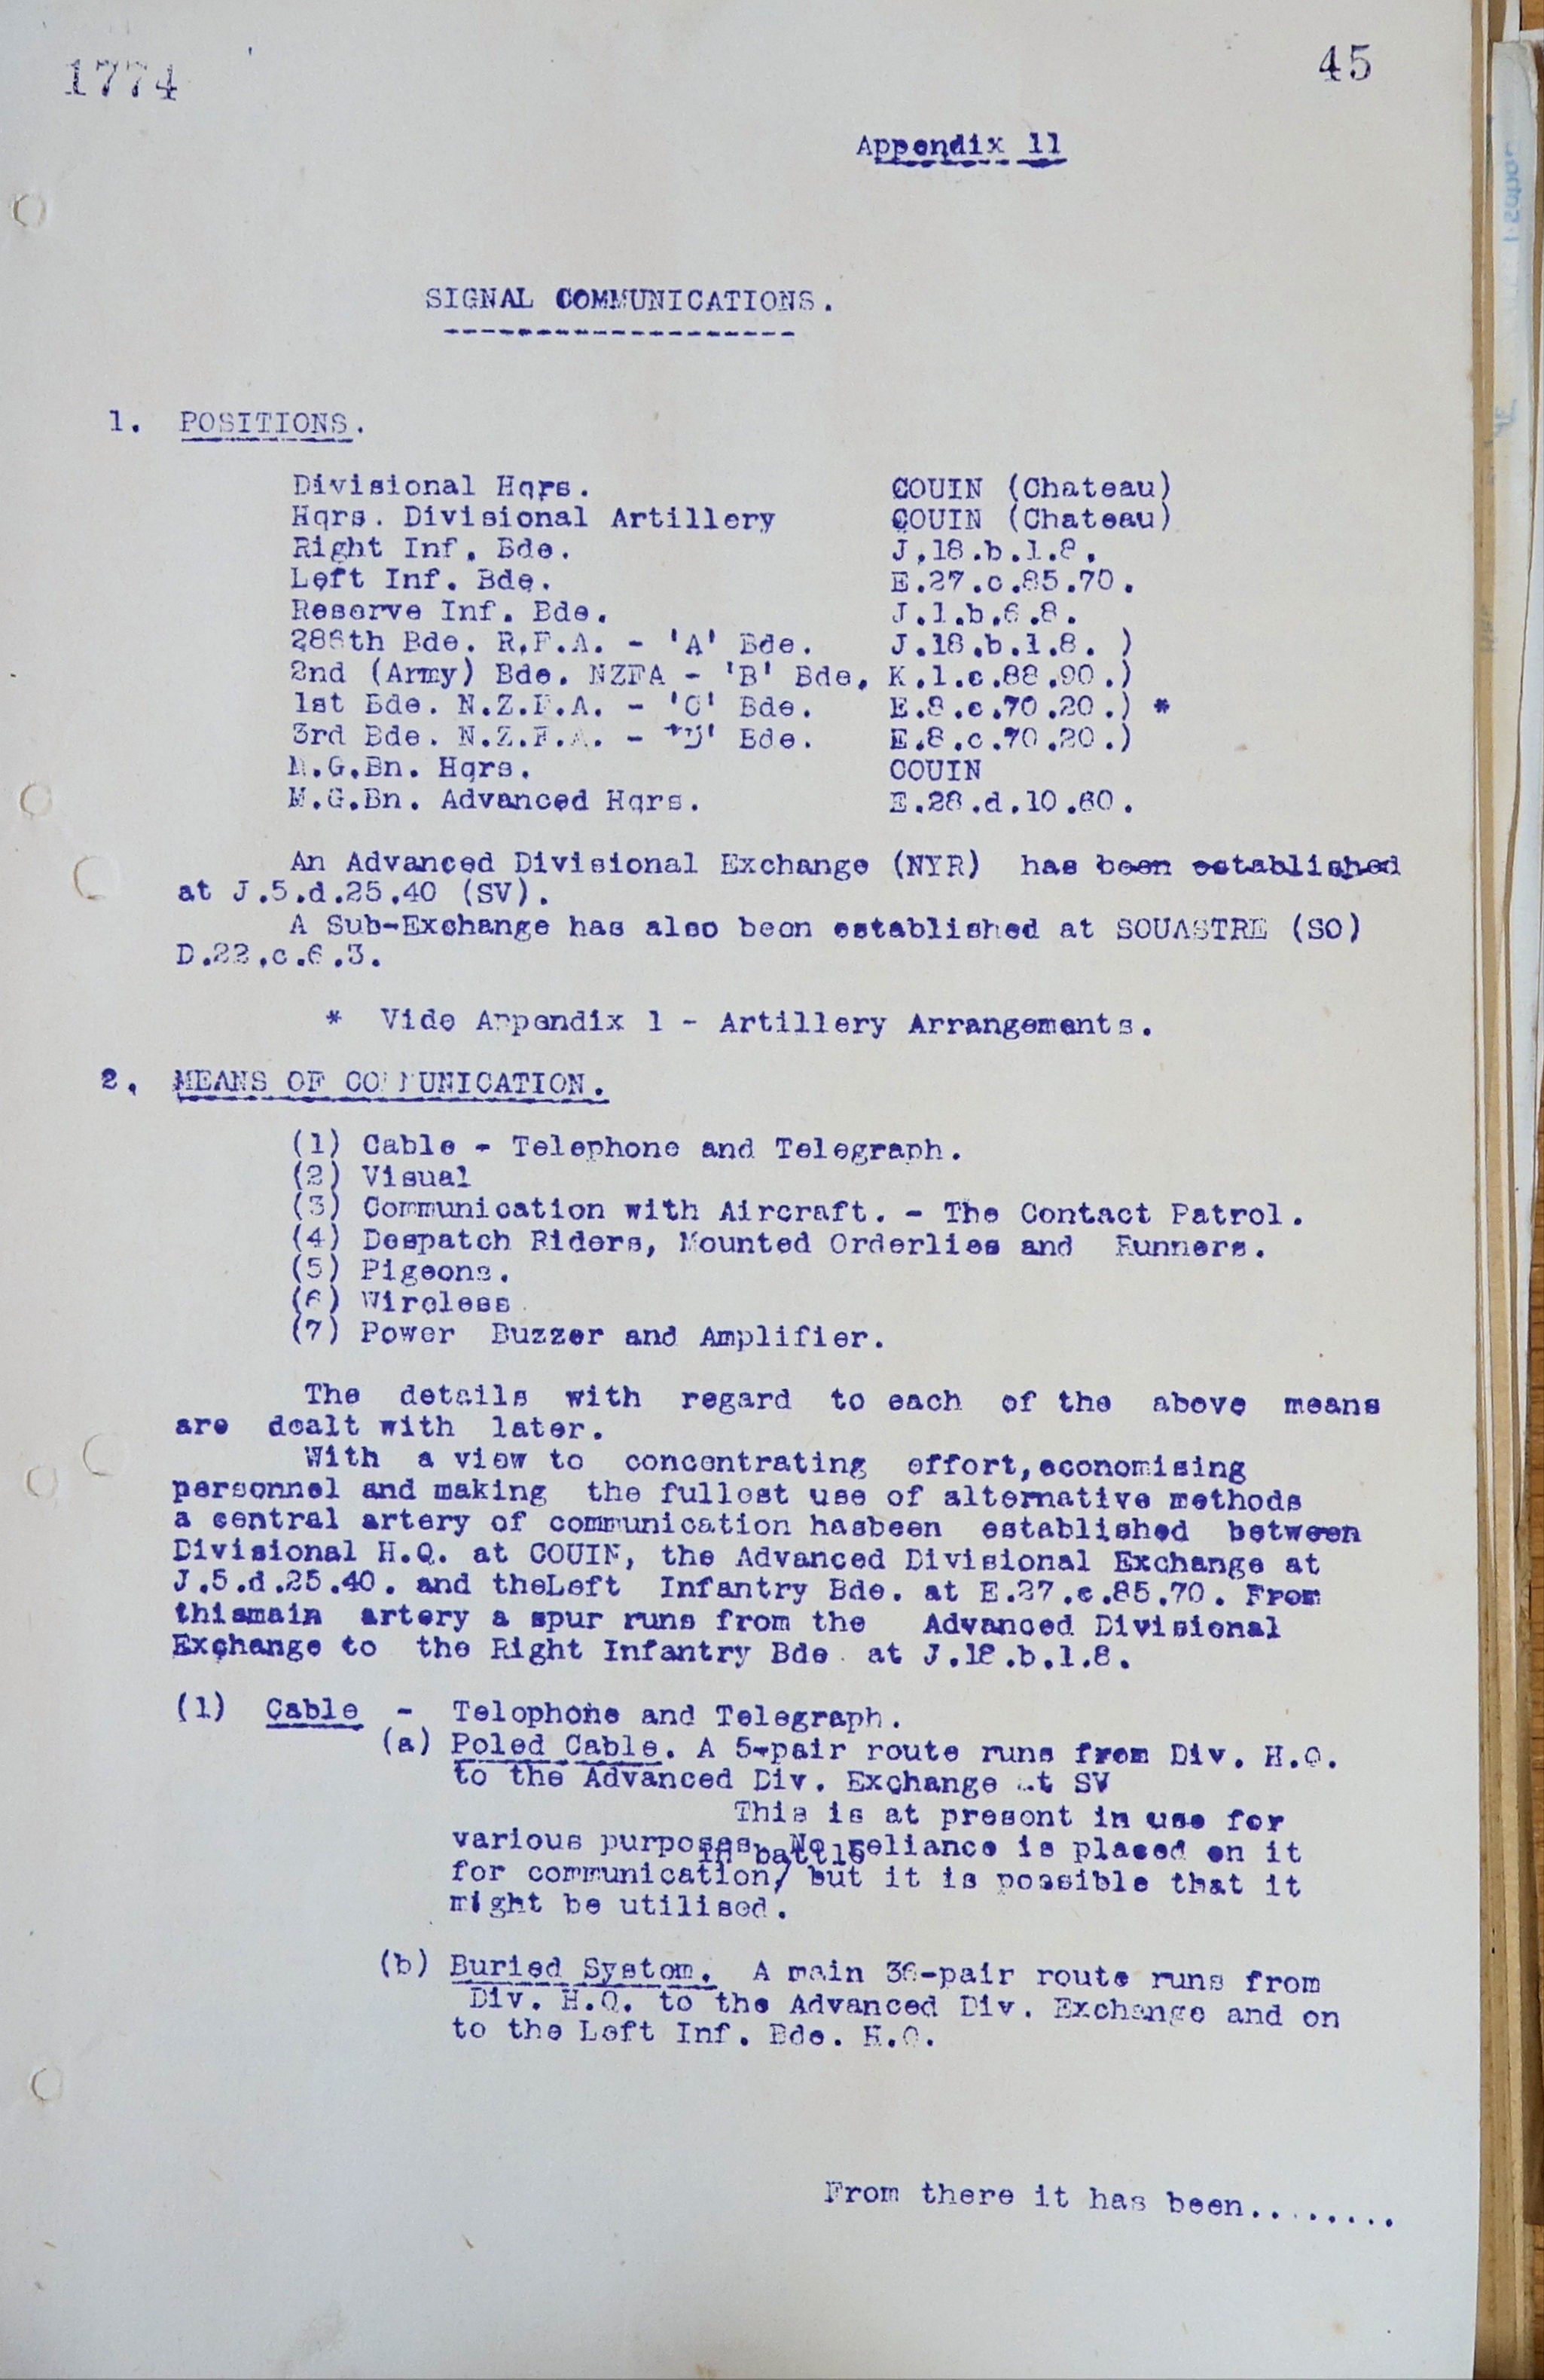 1774
45
Appendix 11
SIGNAL COMMUNICATIONS.
1. POSITIONS.
Divisional Hqrs. COUIN (Chateau)
Hqrs. Divisional Artillery COUIN (Chateau)
Right Inf. Bde. J.18.b.1.8.
Left Inf. Bde. E.27.c.85.70.
Reserve Inf. Bde. J.1.b.6.8.
286th Bde. R.F.A. - 'A' Bde. J.18.b.1.8. )
2nd (Army) Bde. NZFA - 'B' Bde. K.1.c.88.90.)
1st Bde. N.Z.F.A. - 'C' Bde. E.8.c.70.20.) *
3rd Bde. N.Z.F.A. - 'D' Bde. E.8.c.70.20.)
M.G.Bn. Hqrs. COUIN
M.G.Bn. Advanced Hqrs. E.28.d.10.60.
An Advanced Divisional Exchange (NYR) has been established
at J.5.d.25.40 (SV).
A Sub-Exchange has also been established at SOUASTRE (SO)
D.22.c.6.3.
* Vide Appendix 1 - Artillery Arrangements.
2. MEANS OF COMMUNICATION.
(1) Cable - Telephone and Telegraph.
(2) Visual
(3) Communication with Aircraft. - The Contact Patrol.
(4) Despatch Riders, Mounted Orderlies and Runners.
(5) Pigeons.
(6) Wireless.
(7) Power Buzzer and Amplifier.
The details with regard to each of the above means
are dealt with later.
With a view to concentrating effort,economising
personnel and making the fullest use of alternative methods
a central artery of communication hasbeen established between
Divisional H.Q. at COUIN, the Advanced Divisional Exchange at
J.5.d.25.40. and theLeft Infantry Bde. at E.27.c.85.70. From
thismain artery a spur runs from the Advanced Divisional
Exchange to the Right Infantry Bde. at J.18.b.1.8.
(1) Cable - Telephone and Telegraph.
(a) Poled Cable. A 5-pair route runs from Div. H.Q.
to the Advanced Div. Exchange at SV
This is at present in use for
various purposes. No reliance is placed on it
in battle
for communication/ but it is possible that it
might be utilised.
(b) Buried System. A main 36-pair route runs from
Div. H.Q. to the Advanced Div. Exchange and on
to the Left Inf. Bde. H.Q.
From there it has been.........